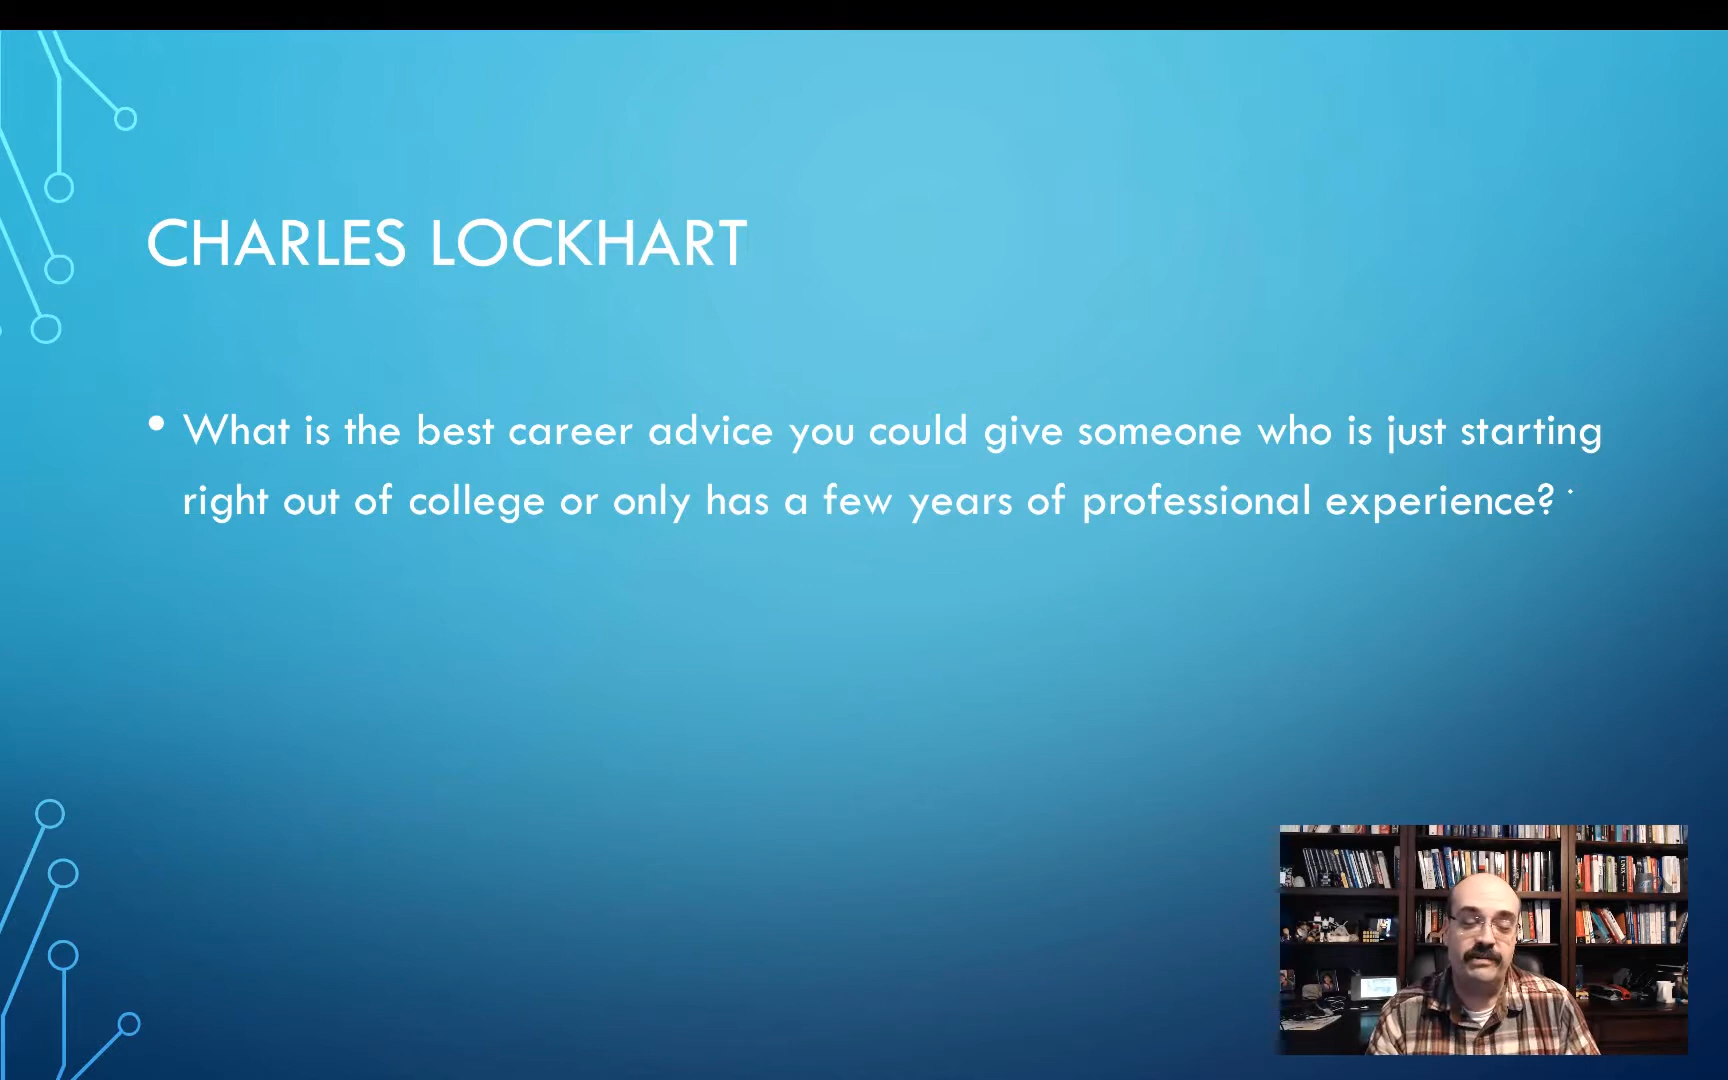 CHARLES LOCKHART
• What is the best career advice you could give someone who is just starting
right out of college or only has a few years of professional experience?